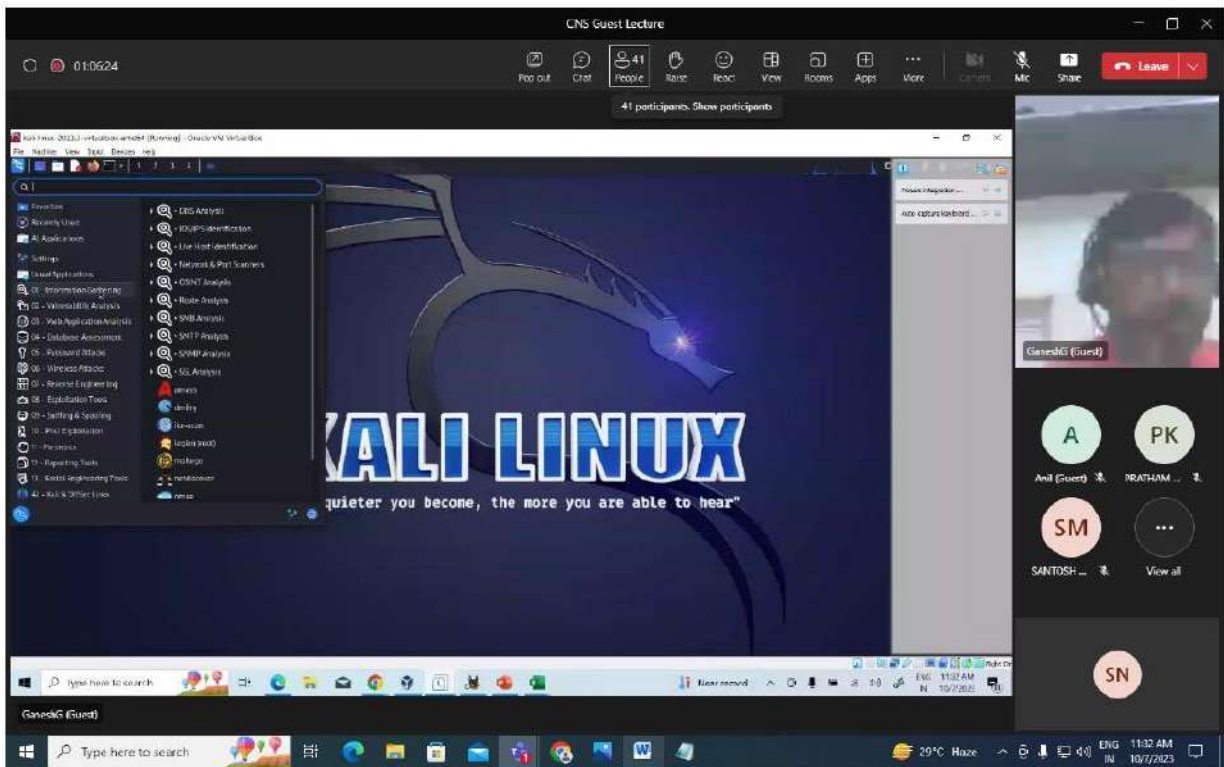 CNS Guest Lecture
01:06:24
Pop out
Chat
41
People
Raise
React
View
Rooms
Apps
More
Camera
Mic
Share
Leave
41 participants. Show participants
File Machine View Input Devices Help
Favorites
Recently Used
All Applications
Settings
Usual Applications
01 - Information Gathering
02 - Vulnerability Analysis
03 - Web Application Analysis
04 - Database Assessment
05 - Password Attacks
06 - Wireless Attacks
07 - Reverse Engineering
08 - Exploitation Tools
09 - Sniffing & Spoofing
10 - Post Exploitation
11 - Forensics
12 - Reporting Tools
13 - Social Engineering Tools
• DNS Analysis
• IDS/IPS Identification
• Live Host Identification
• Network & Port Scanners
• OSINT Analysis
• Route Analysis
• SMB Analysis
• SMTP Analysis
• SNMP Analysis
• SSL Analysis
amass
dmitry
ike-scan
legion (root)
maltego
netdiscover
nmap
KALI LINUX
quieter you become, the more you are able to hear"
Mouse integration ...
Auto capture keyboard ...
GaneshG (Guest)
A
PK
Anil (Guest)
PRATHAM ...
SM
...
SANTOSH ...
View all
SN
Type here to search
Near record
ENG
IN
11:32 AM
10/7/2023
GaneshG (Guest)
Type here to search
29°C Haze
ENG
IN
11:32 AM
10/7/2023